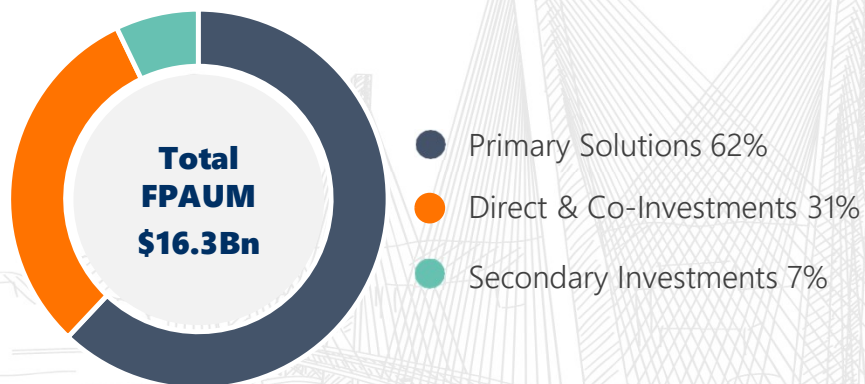 Total
FPAUM
$16.3Bn
Primary Solutions 62%
Direct & Co-Investments 31%
Secondary Investments 7%